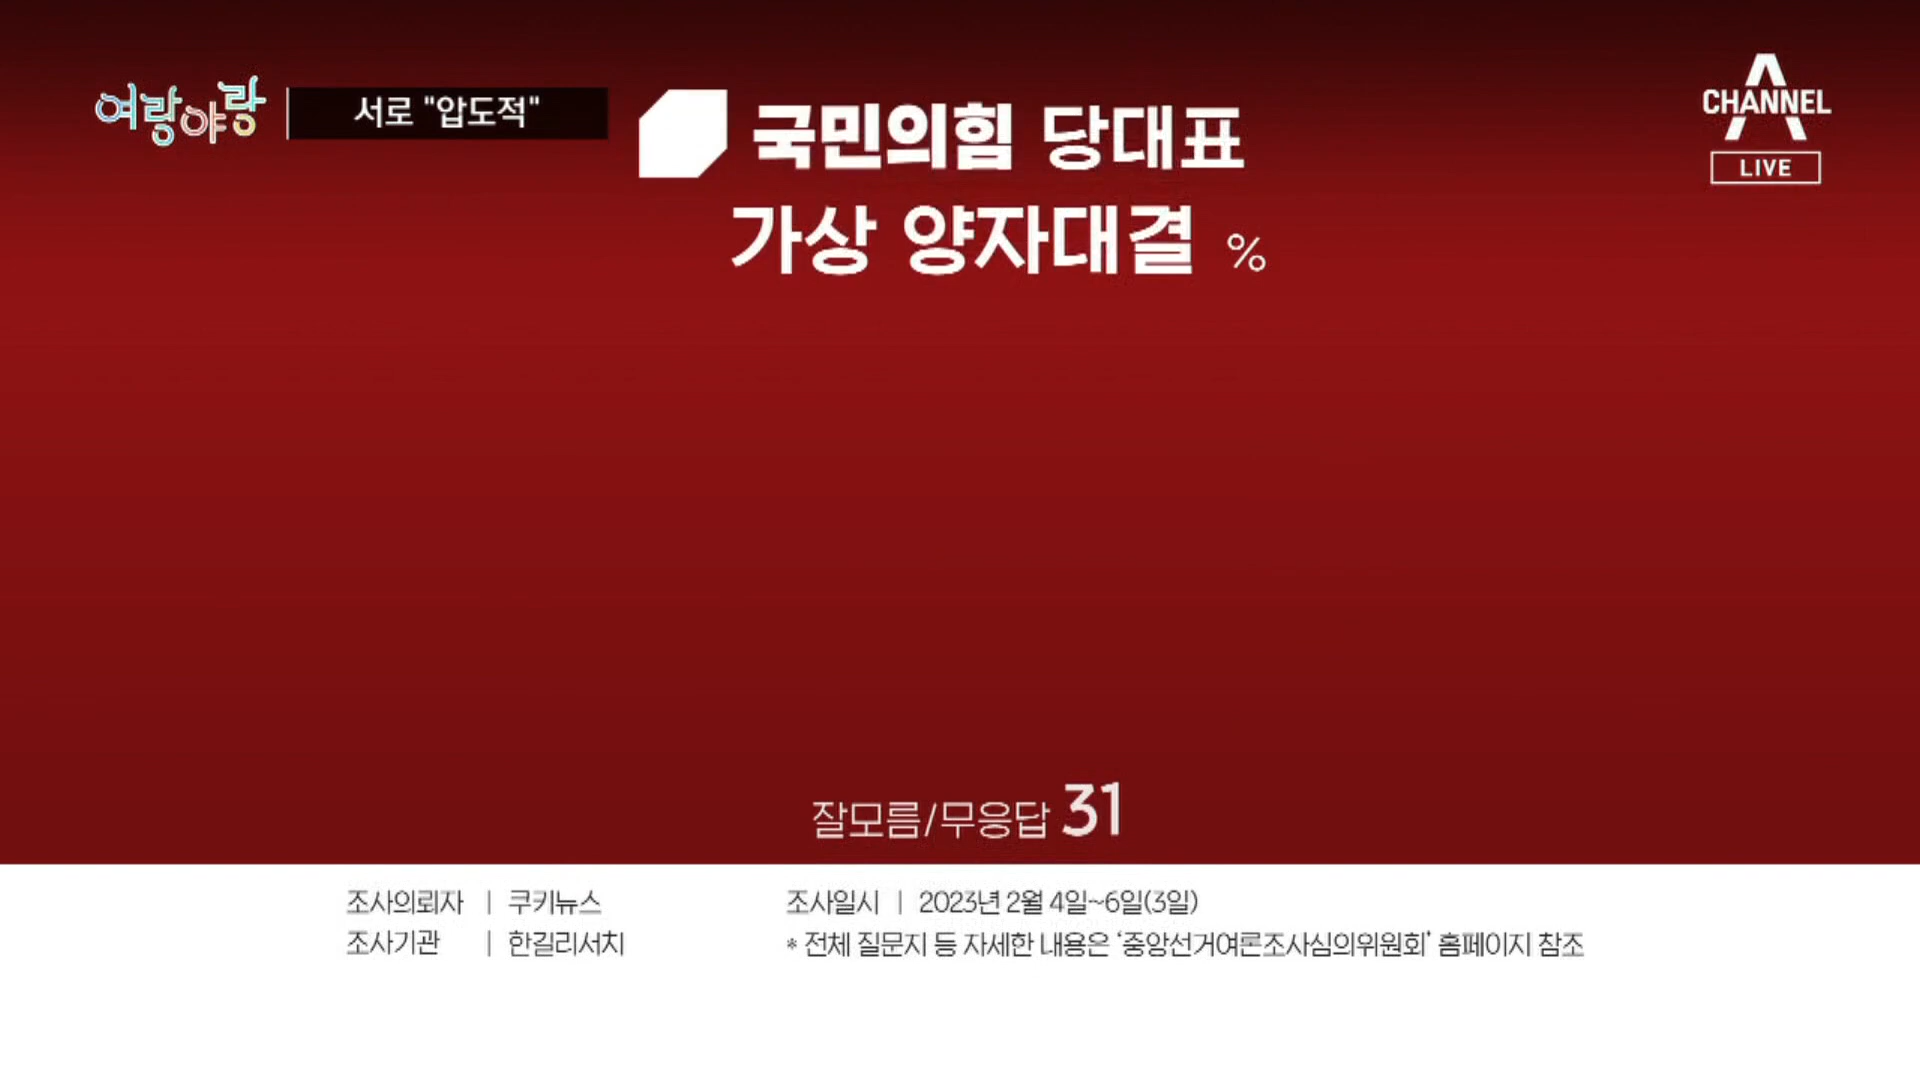 여랑야랑
서로 "압도적"
국민의힘 당대표
가상 양자대결 %
CHANNEL A
LIVE
잘모름/무응답 31
조사의뢰자 | 쿠키뉴스
조사일시 | 2023년 2월 4일~6일(3일)
조사기관 | 한길리서치
* 전체 질문지 등 자세한 내용은 '중앙선거여론조사심의위원회' 홈페이지 참조